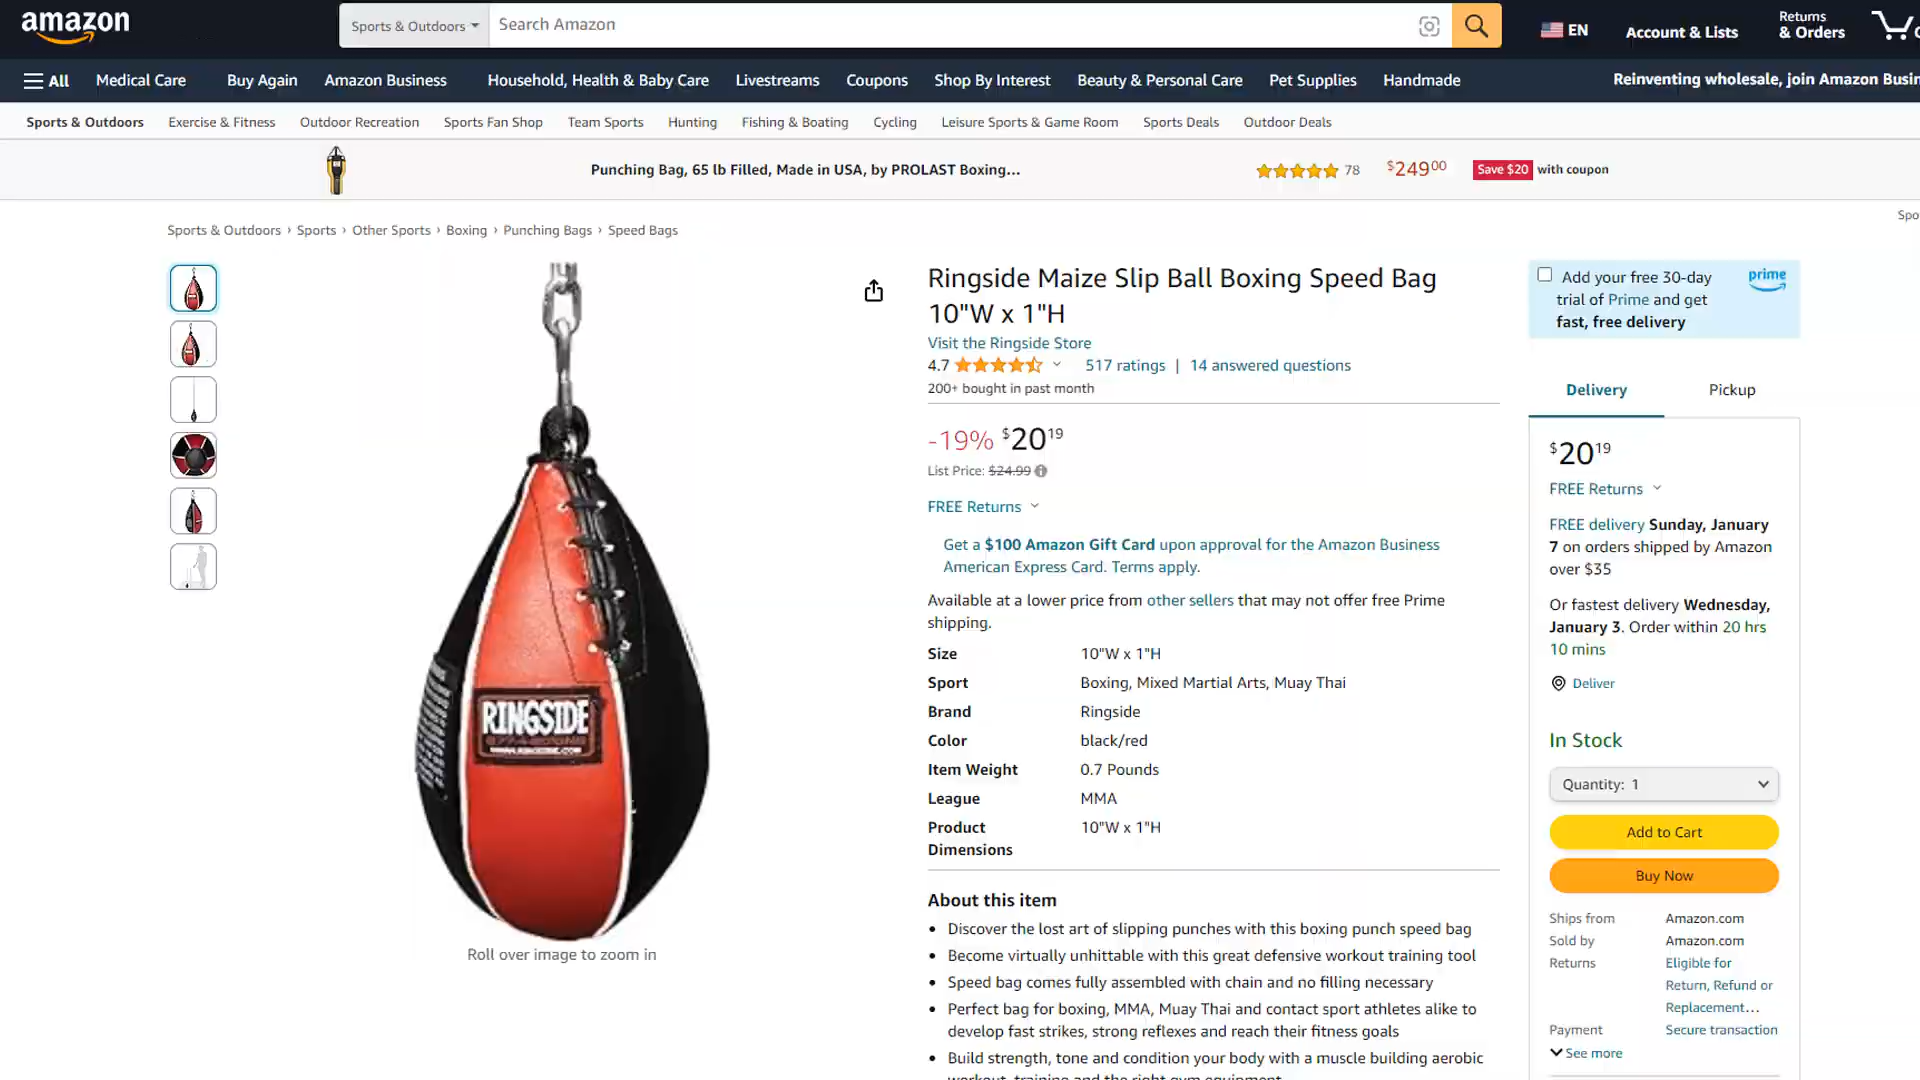 amazon
Sports & Outdoors
Search Amazon
EN
Account & Lists
Returns
& Orders
All
Medical Care
Buy Again
Amazon Business
Household, Health & Baby Care
Livestreams
Coupons
Shop By Interest
Beauty & Personal Care
Pet Supplies
Handmade
Reinventing wholesale, join Amazon Busin
Sports & Outdoors
Exercise & Fitness
Outdoor Recreation
Sports Fan Shop
Team Sports
Hunting
Fishing & Boating
Cycling
Leisure Sports & Game Room
Sports Deals
Outdoor Deals
Punching Bag, 65 lb Filled, Made in USA, by PROLAST Boxing...
78
$24900
Save $20 with coupon
Spo
Sports & Outdoors › Sports › Other Sports › Boxing › Punching Bags › Speed Bags
RINGSIDE
WWW.RINGSIDE.COM
Roll over image to zoom in
Ringside Maize Slip Ball Boxing Speed Bag
10"W x 1"H
Visit the Ringside Store
4.7
517 ratings | 14 answered questions
200+ bought in past month
-19% $2019
List Price: $24.99
FREE Returns
Get a $100 Amazon Gift Card upon approval for the Amazon Business
American Express Card. Terms apply.
Available at a lower price from other sellers that may not offer free Prime
shipping.
Size 10"W x 1"H
Sport Boxing, Mixed Martial Arts, Muay Thai
Brand Ringside
Color black/red
Item Weight 0.7 Pounds
League MMA
Product 10"W x 1"H
Dimensions
About this item
• Discover the lost art of slipping punches with this boxing punch speed bag
• Become virtually unhittable with this great defensive workout training tool
• Speed bag comes fully assembled with chain and no filling necessary
• Perfect bag for boxing, MMA, Muay Thai and contact sport athletes alike to
develop fast strikes, strong reflexes and reach their fitness goals
• Build strength, tone and condition your body with a muscle building aerobic
workout, training and the right gym equipment
Add your free 30-day
trial of Prime and get
fast, free delivery
prime
Delivery
Pickup
$2019
FREE Returns
FREE delivery Sunday, January
7 on orders shipped by Amazon
over $35
Or fastest delivery Wednesday,
January 3. Order within 20 hrs
10 mins
Deliver
In Stock
Quantity: 1
Add to Cart
Buy Now
Ships from Amazon.com
Sold by Amazon.com
Returns Eligible for
Return, Refund or
Replacement...
Payment Secure transaction
See more